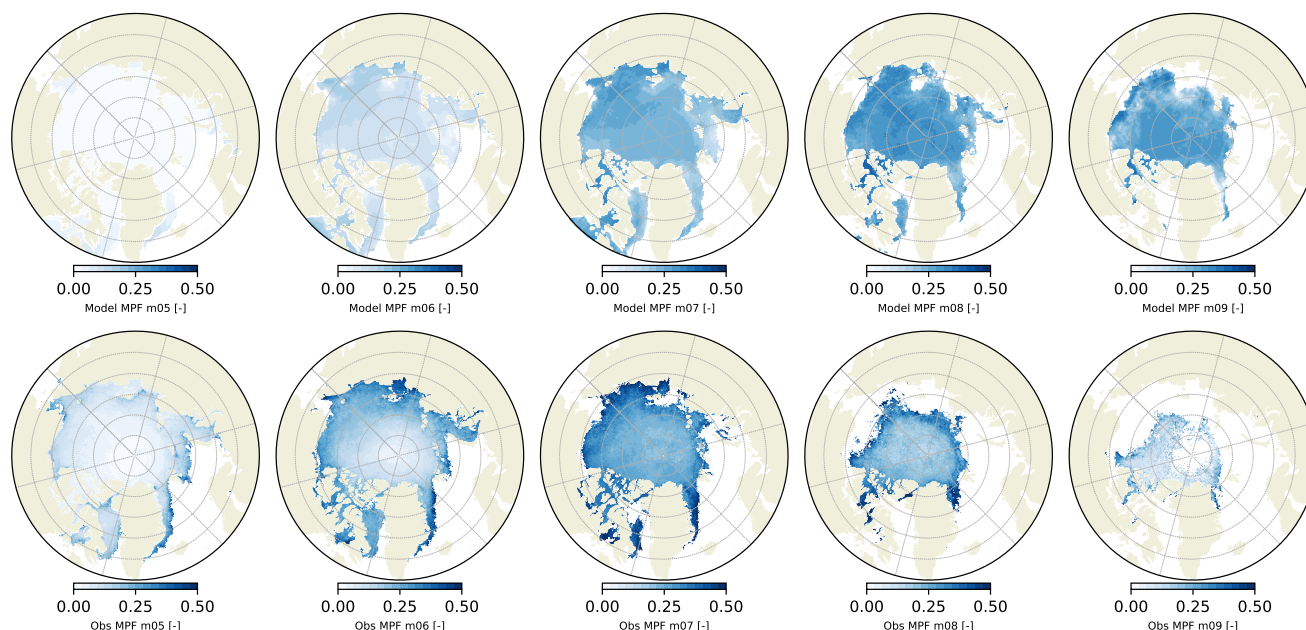 0.00 0.25 0.50 0.00 0.25 0.50 0.00 0.25 0.50 0.00 0.25 0.50 0.00 0.25 0.50
Model MPF m05 [-] Model MPF m06 [-] Model MPF m07 [-] Model MPF m08 [-] Model MPF m09 [-]
0.00 0.25 0.50 0.00 0.25 0.50 0.00 0.25 0.50 0.00 0.25 0.50 0.00 0.25 0.50
Obs MPF m05 [-] Obs MPF m06 [-] Obs MPF m07 [-] Obs MPF m08 [-] Obs MPF m09 [-]